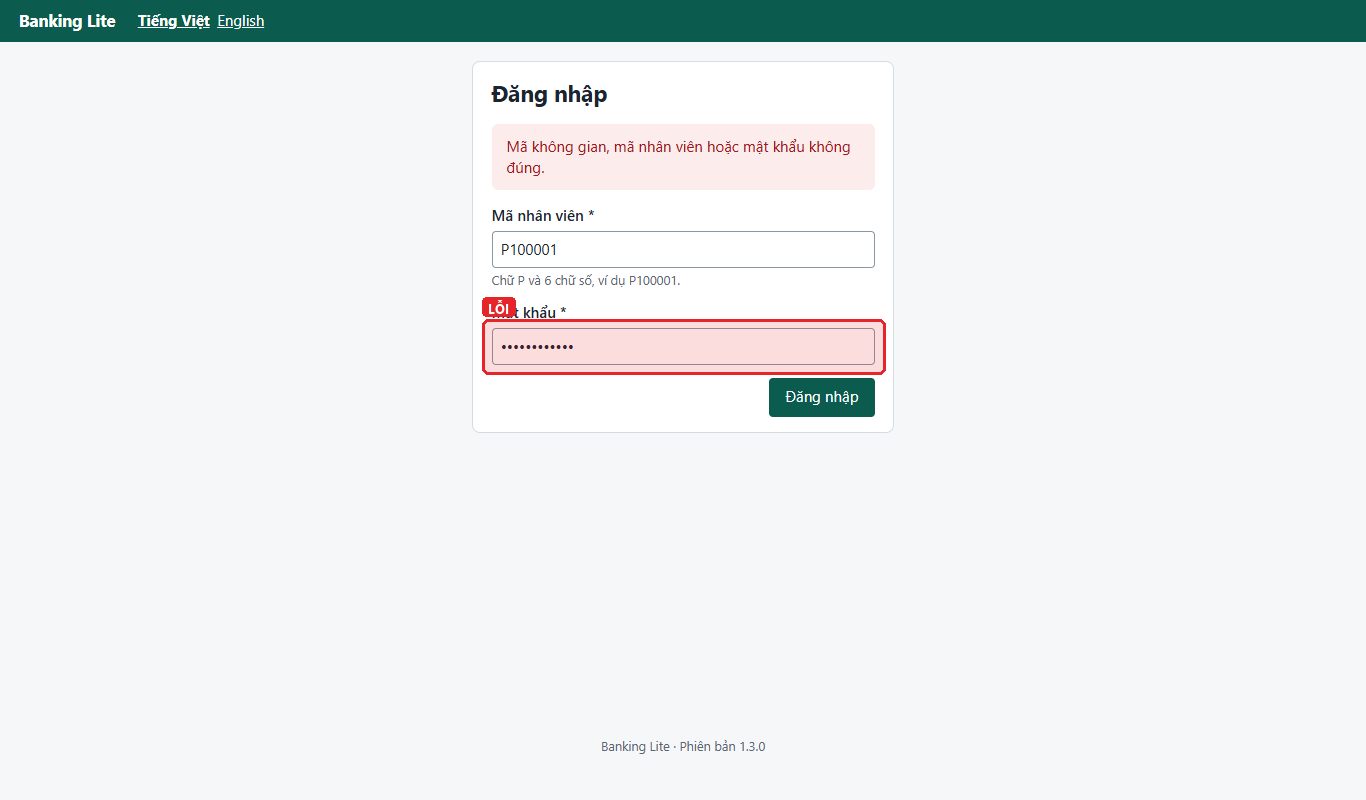 Banking Lite Tiếng Việt English
Đăng nhập
Mã không gian, mã nhân viên hoặc mật khẩu không
đúng.
Mã nhân viên *
P100001
Chữ P và 6 chữ số, ví dụ P100001.
LỖI
khẩu *
••••••••••••
Đăng nhập
Banking Lite · Phiên bản 1.3.0